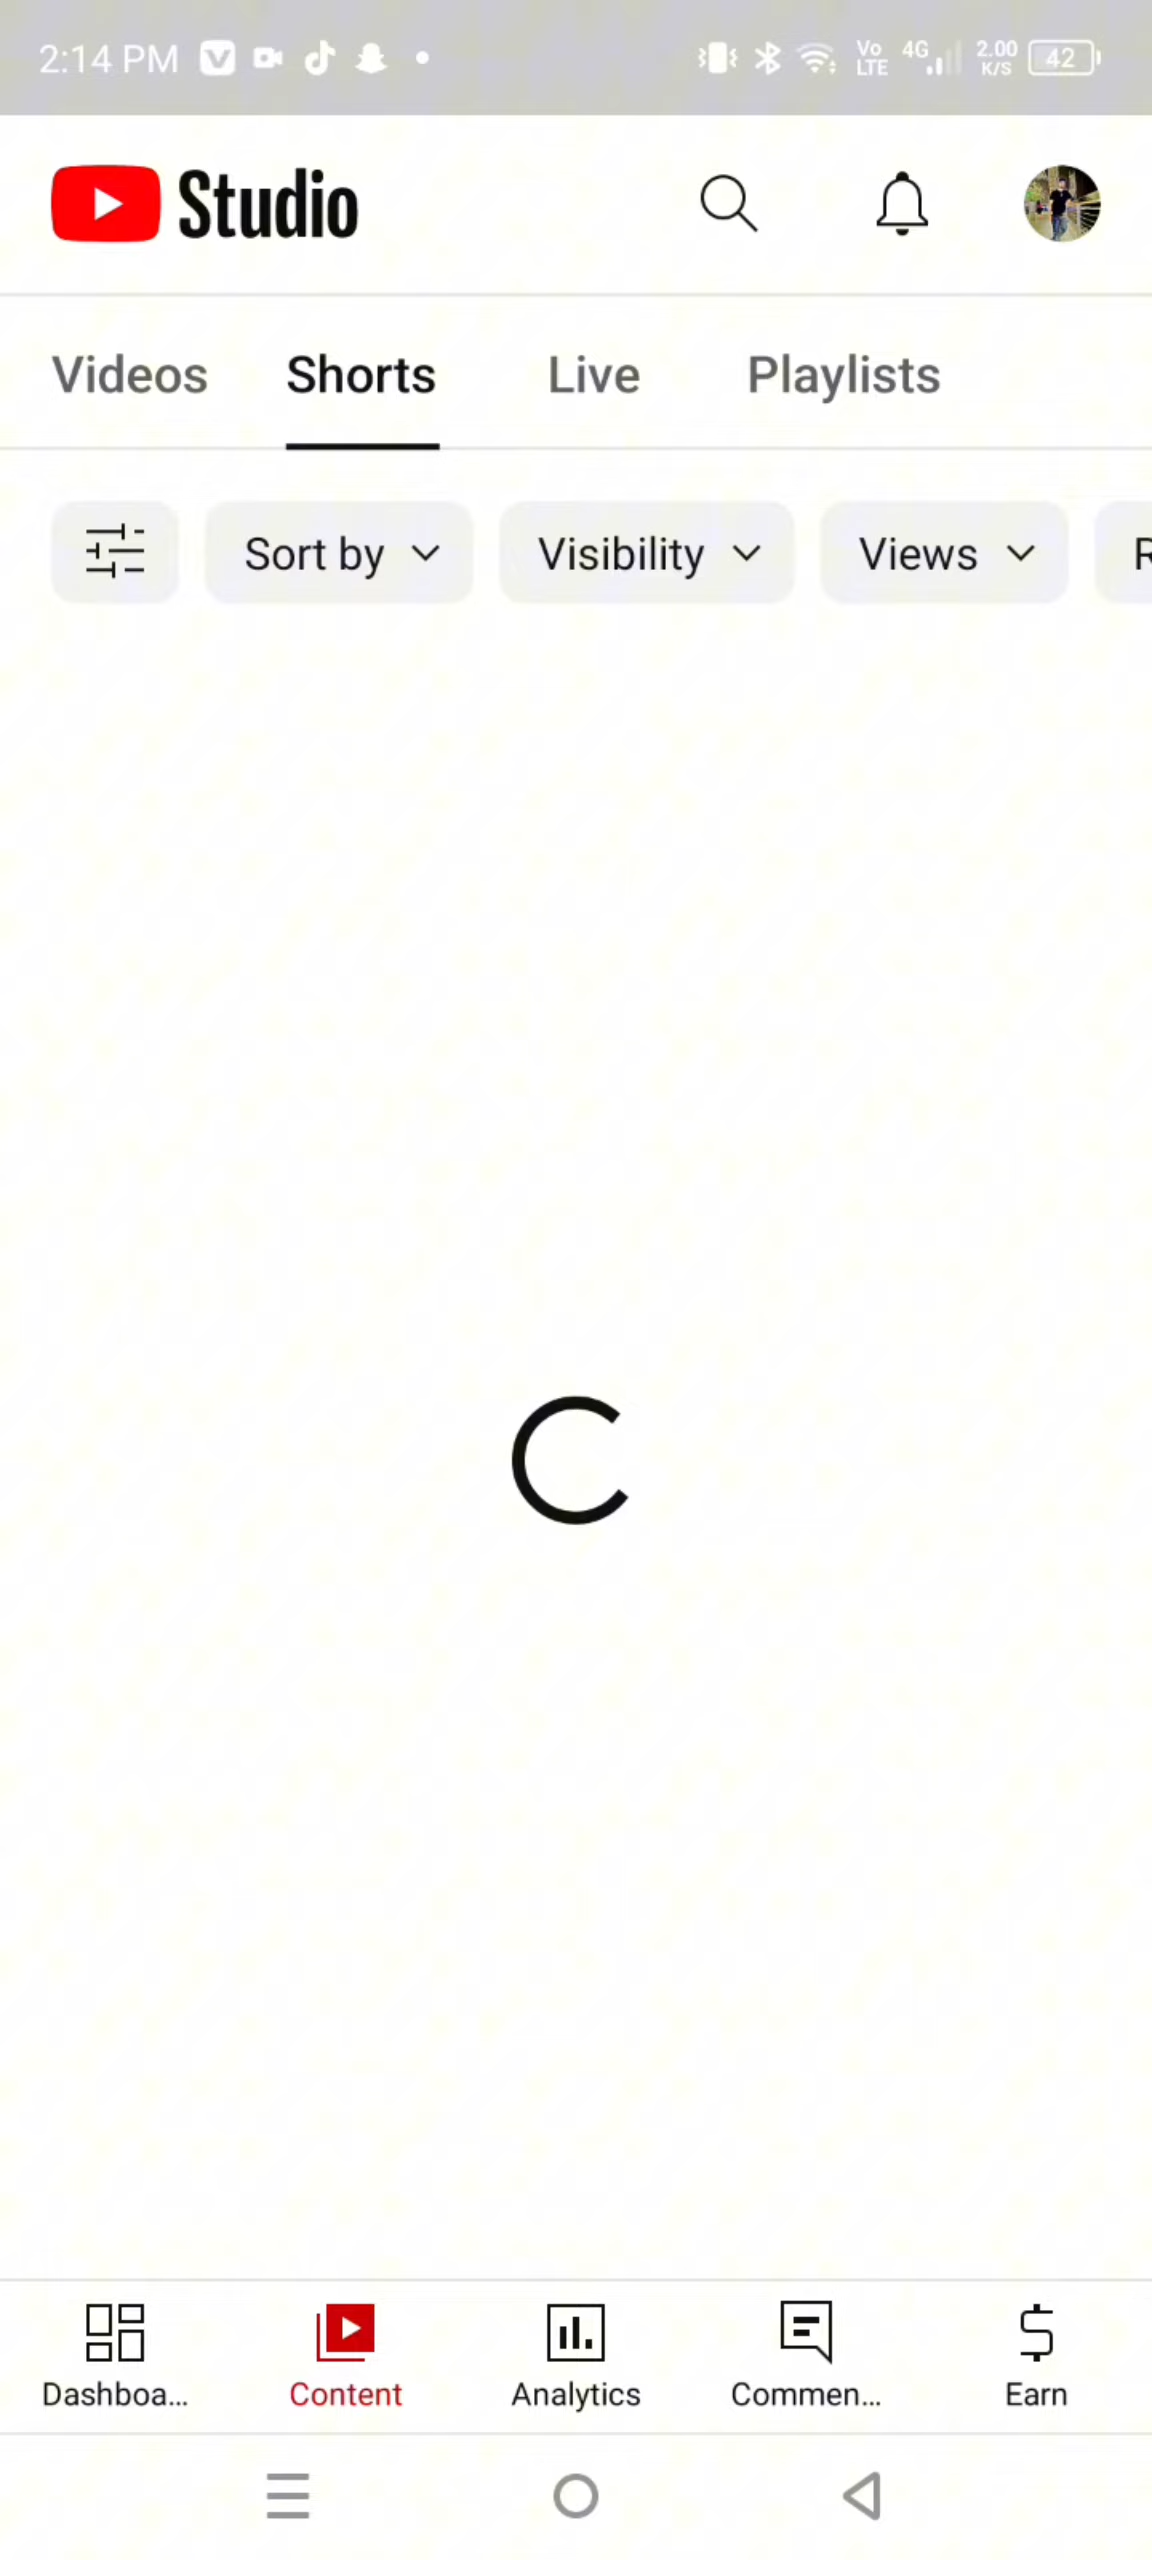 2:14 PM Vo LTE 4G 2.00 K/S 42
Studio
Videos Shorts Live Playlists
Sort by Visibility Views R
Dashboa... Content Analytics Commen... Earn